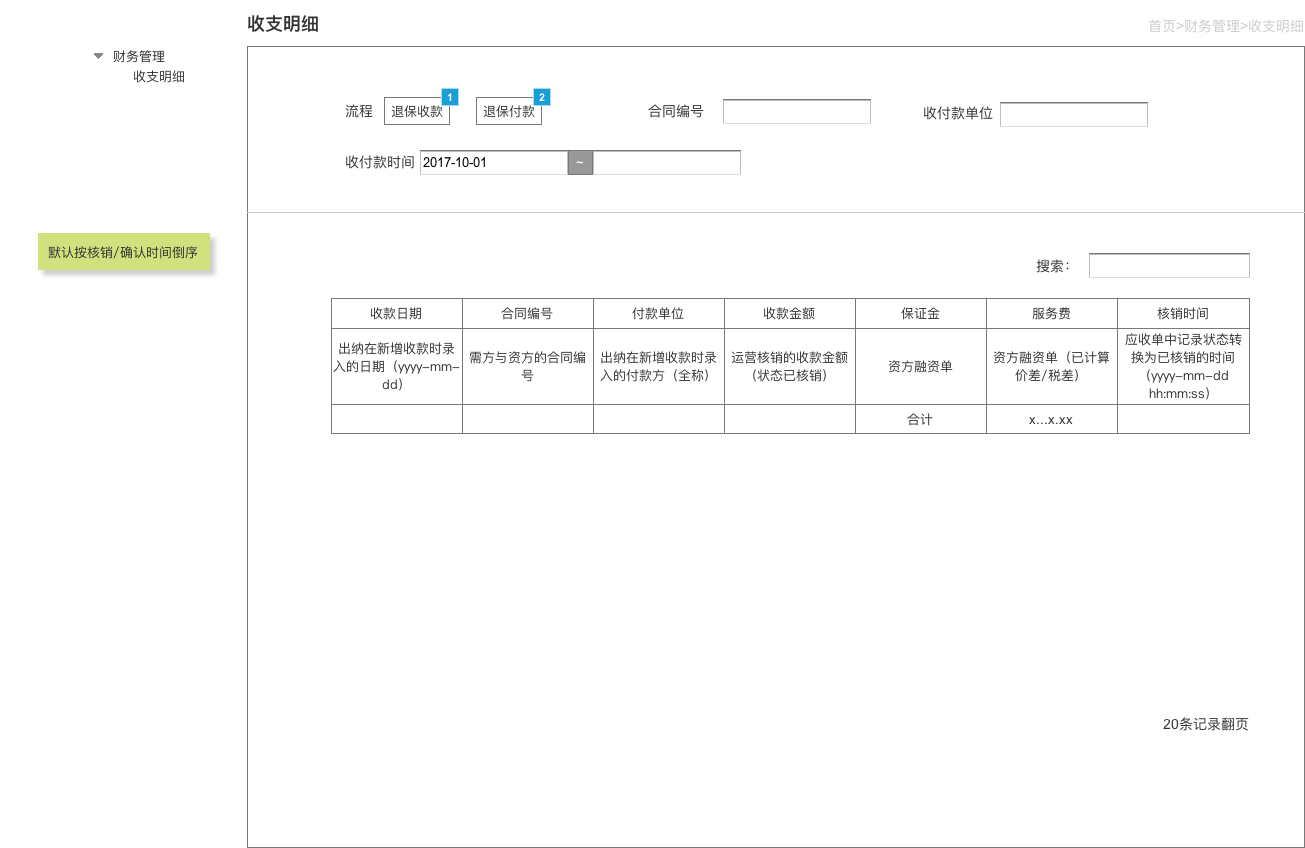 收支明细
首页>财务管理>收支明细
财务管理
收支明细
流程
退保收款
1
退保付款
2
合同编号
收付款单位
收付款时间
2017-10-01
~
默认按核销/确认时间倒序
搜索：
收款日期
合同编号
付款单位
收款金额
保证金
服务费
核销时间
出纳在新增收款时录
入的日期（yyyy-mm-
dd）
需方与资方的合同编
号
出纳在新增收款时录
入的付款方（全称）
运营核销的收款金额
（状态已核销）
资方融资单
资方融资单（已计算
价差/税差）
应收单中记录状态转
换为已核销的时间
（yyyy-mm-dd
hh:mm:ss）
合计
x...x.xx
20条记录翻页